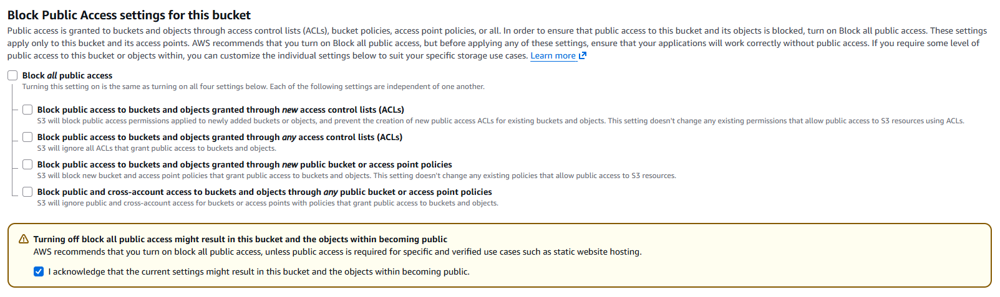 Block Public Access settings for this bucket
Public access is granted to buckets and objects through access control lists (ACLs), bucket policies, access point policies, or all. In order to ensure that public access to this bucket and its objects is blocked, turn on Block all public access. These settings
apply only to this bucket and its access points. AWS recommends that you turn on Block all public access, but before applying any of these settings, ensure that your applications will work correctly without public access. If you require some level of
public access to this bucket or objects within, you can customize the individual settings below to suit your specific storage use cases. Learn more
Block all public access
Turning this setting on is the same as turning on all four settings below. Each of the following settings are independent of one another.
Block public access to buckets and objects granted through new access control lists (ACLs)
S3 will block public access permissions applied to newly added buckets or objects, and prevent the creation of new public access ACLs for existing buckets and objects. This setting doesn't change any existing permissions that allow public access to S3 resources using ACLs.
Block public access to buckets and objects granted through any access control lists (ACLs)
S3 will ignore all ACLs that grant public access to buckets and objects.
Block public access to buckets and objects granted through new public bucket or access point policies
S3 will block new bucket and access point policies that grant public access to buckets and objects. This setting doesn't change any existing policies that allow public access to S3 resources.
Block public and cross-account access to buckets and objects through any public bucket or access point policies
S3 will ignore public and cross-account access for buckets or access points with policies that grant public access to buckets and objects.
Turning off block all public access might result in this bucket and the objects within becoming public
AWS recommends that you turn on block all public access, unless public access is required for specific and verified use cases such as static website hosting.
I acknowledge that the current settings might result in this bucket and the objects within becoming public.